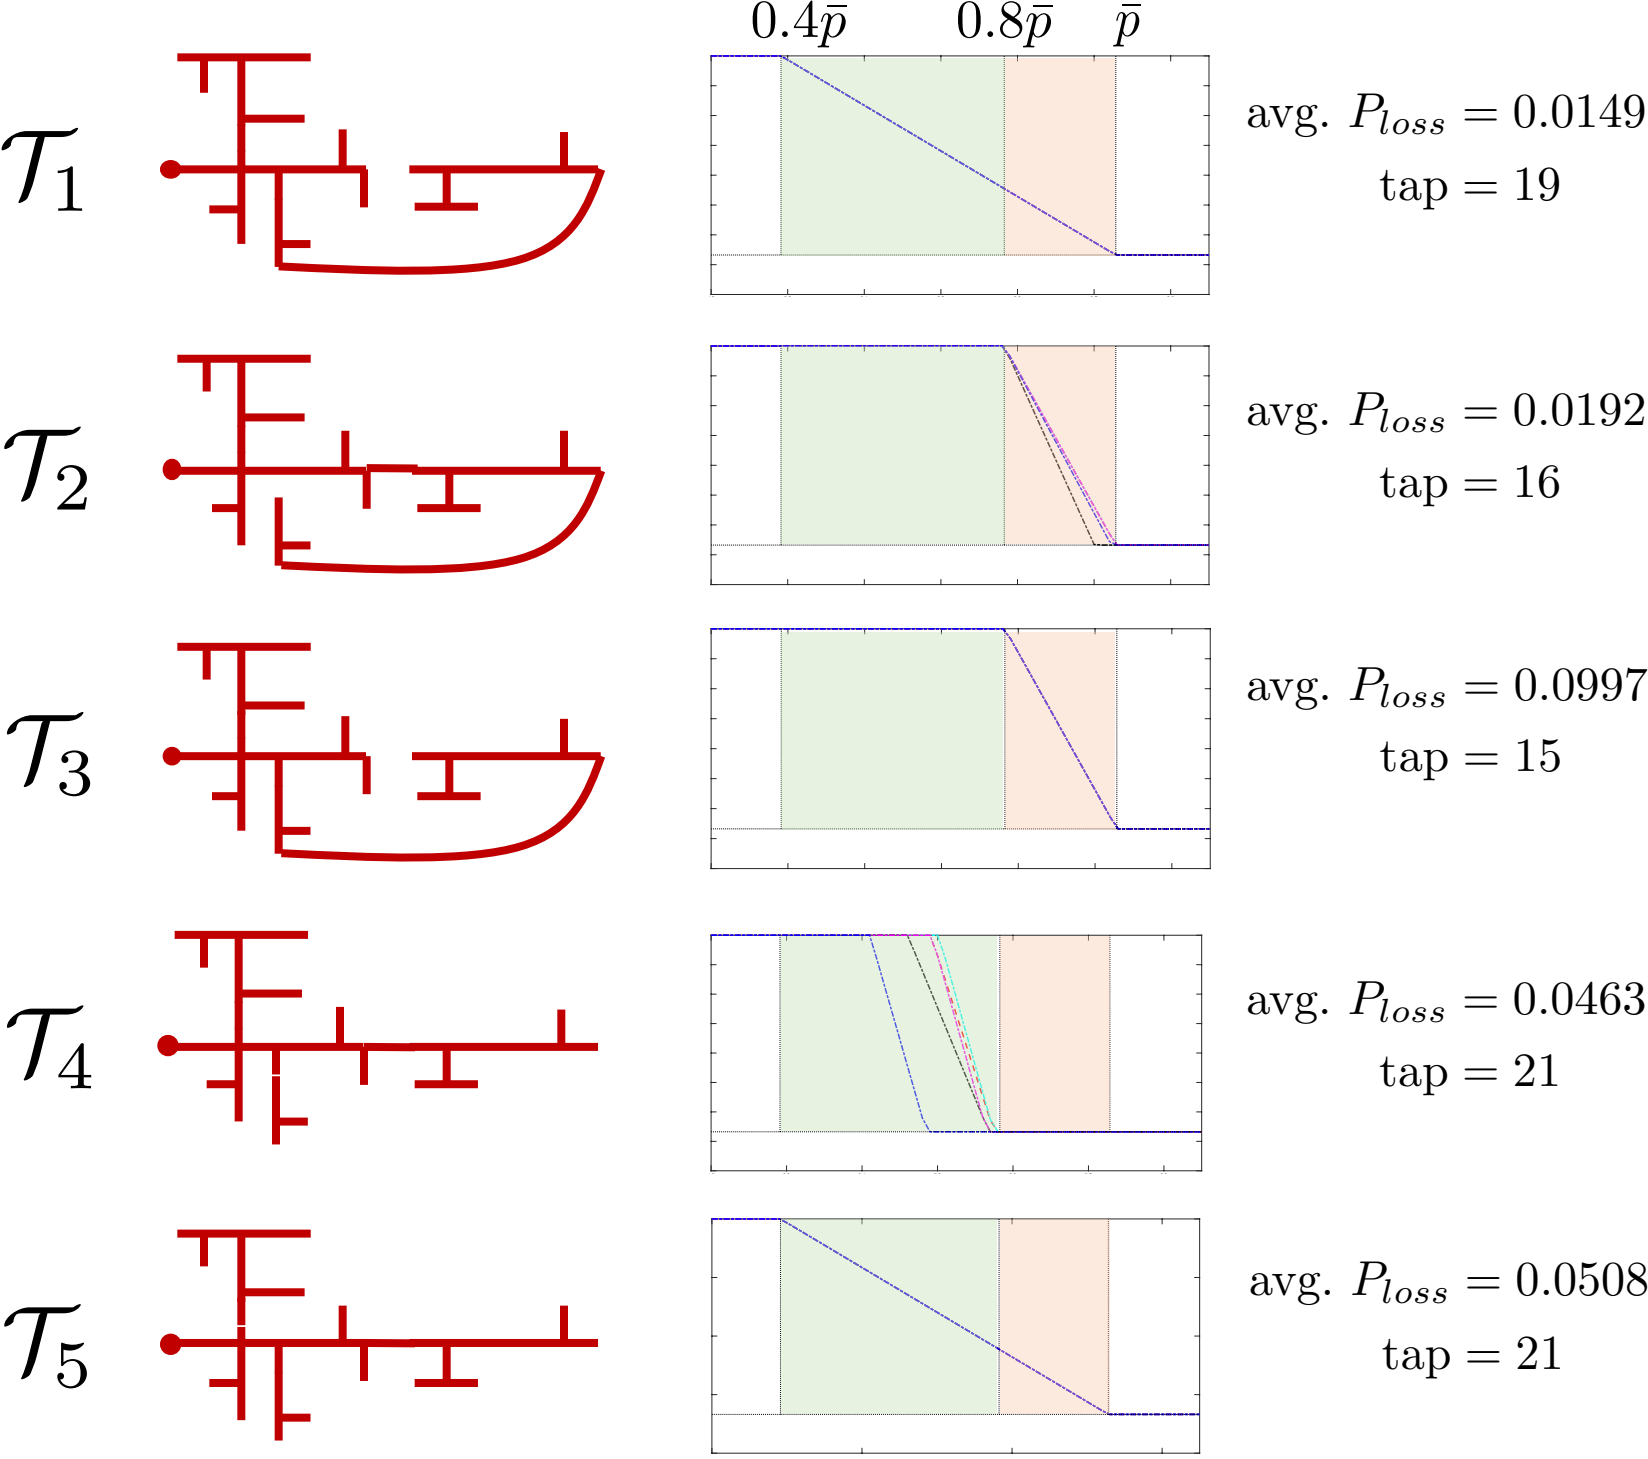 0.4p̄ 0.8p̄ p̄
𝒯₁ avg. P_loss = 0.0149
tap = 19
𝒯₂ avg. P_loss = 0.0192
tap = 16
𝒯₃ avg. P_loss = 0.0997
tap = 15
𝒯₄ avg. P_loss = 0.0463
tap = 21
𝒯₅ avg. P_loss = 0.0508
tap = 21